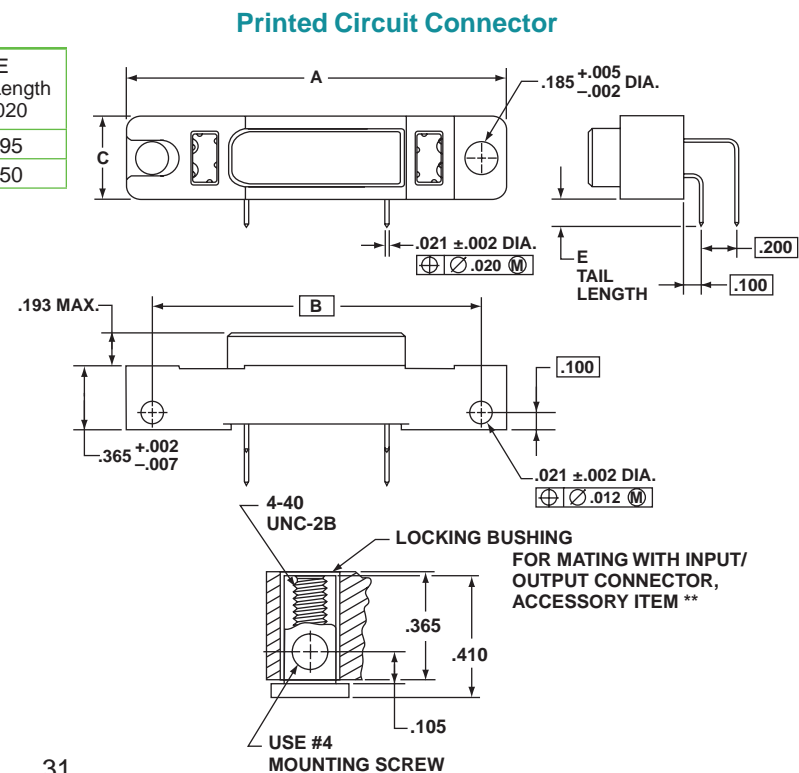 Printed Circuit Connector
E
020
95
50
A
.185 +.005 –.002 DIA.
C
.021 ±.002 DIA.
⌖ ∅ .020 Ⓜ
E
TAIL
LENGTH
.200
.100
.193 MAX.
B
.100
.365 +.002 –.007
.021 ±.002 DIA.
⌖ ∅ .012 Ⓜ
4-40
UNC-2B
LOCKING BUSHING
FOR MATING WITH INPUT/
OUTPUT CONNECTOR,
ACCESSORY ITEM **
.365
.410
.105
USE #4
MOUNTING SCREW
31